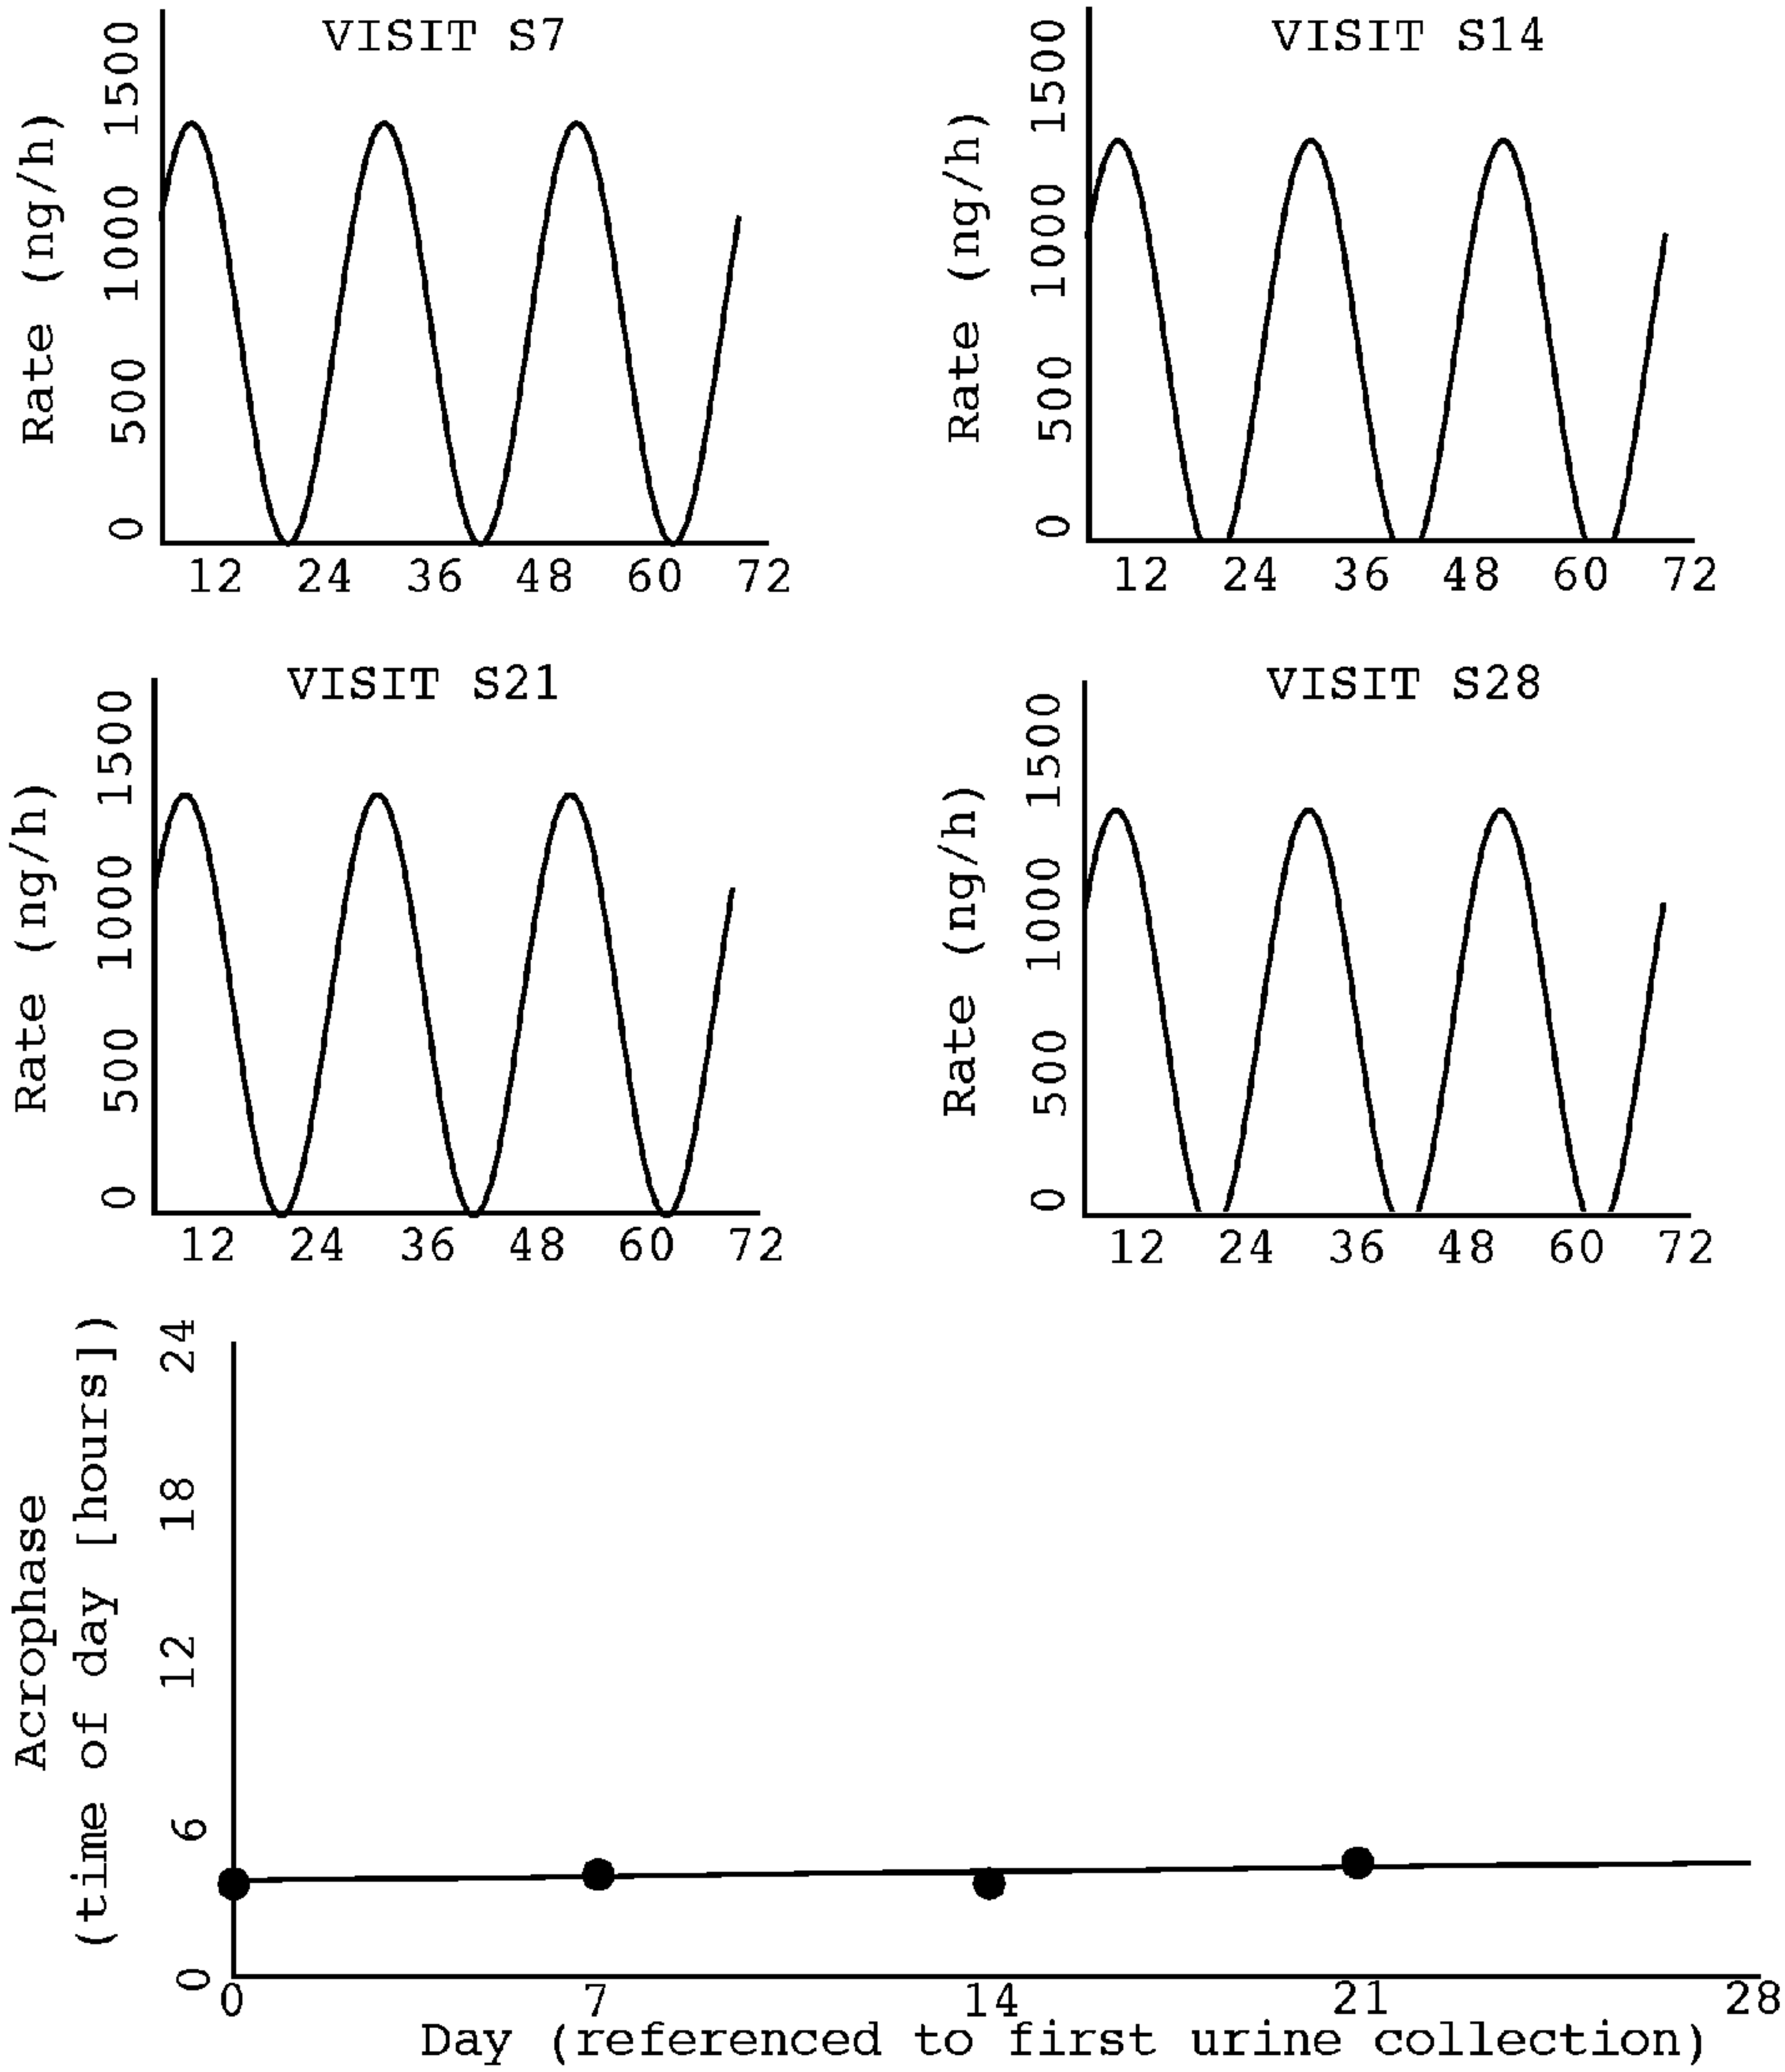 VISIT S7
Rate (ng/h)
1500
1000
500
0
12 24 36 48 60 72
VISIT S14
Rate (ng/h)
1500
1000
500
0
12 24 36 48 60 72
VISIT S21
Rate (ng/h)
1500
1000
500
0
12 24 36 48 60 72
VISIT S28
Rate (ng/h)
1500
1000
500
0
12 24 36 48 60 72
Acrophase
(time of day [hours])
24
18
12
6
0
0 7 14 21 28
Day (referenced to first urine collection)